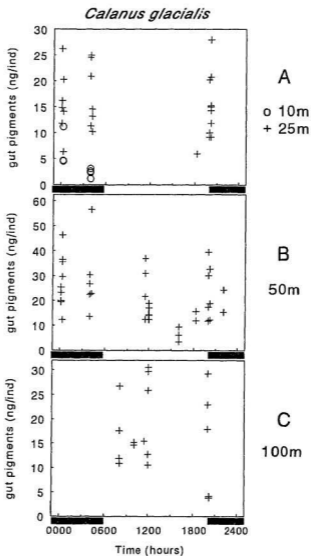 Calanus glacialis
30
25
20
15
10
5
0
gut pigments (ng/ind)
A
o 10m
+ 25m
60
50
40
30
20
10
0
gut pigments (ng/ind)
B
50m
30
25
20
15
10
5
0
gut pigments (ng/ind)
C
100m
0000 0600 1200 1800 2400
Time (hours)